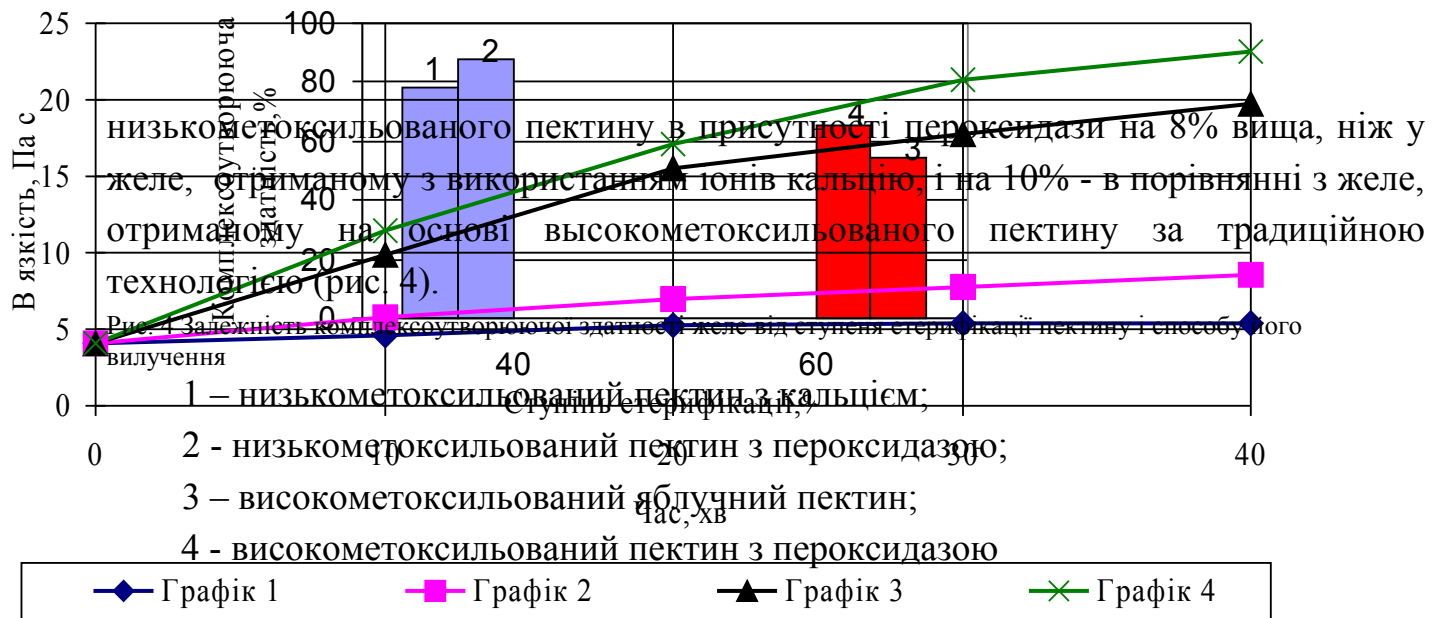 25
20
15
10
5
0
В язкість, Па с
100
80
60
40
20
0
Комплексоутворююча
здатність,%
1
2
4
3
низькометоксильованого пектину в присутності пероксидази на 8% вища, ніж у
желе, отриманому з використанням іонів кальцію, і на 10% - в порівнянні з желе,
отриманому на основі высокометоксильованого пектину за традиційною
технологією (рис. 4).
Рис. 4 Залежність комплексоутворюючої здатності желе від ступеня етерифікації пектину і способу його
вилучення
40 60
Ступінь етерифікації,%
1 – низькометоксильований пектин з кальцієм;
2 - низькометоксильований пектин з пероксидазою;
3 – високометоксильований яблучний пектин;
4 - високометоксильований пектин з пероксидазою
0 10 20 30 40
Час, хв
Графік 1 Графік 2 Графік 3 Графік 4